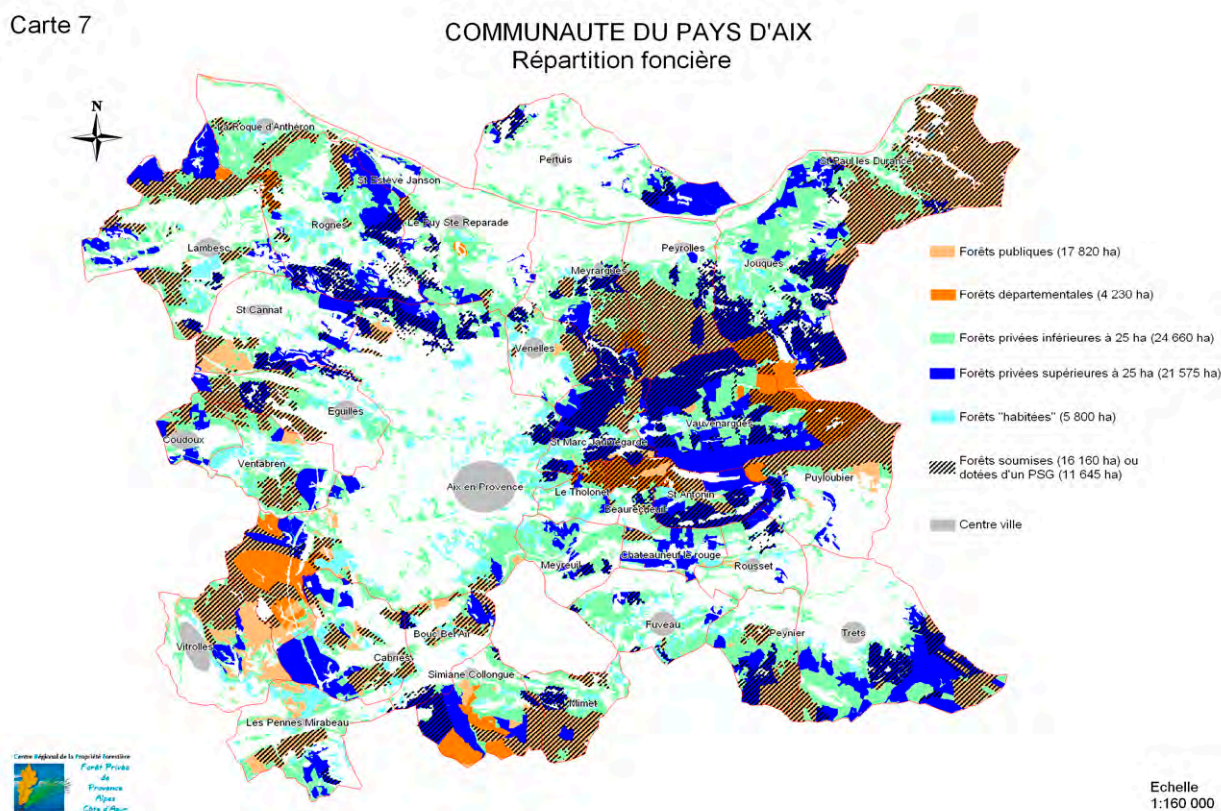 Carte 7
COMMUNAUTE DU PAYS D'AIX
Répartition foncière
N
La Roque d'Anthéron
Pertuis
St Paul les Durance
St Estève Janson
Rognes
Le Puy Ste Reparade
Lambesc
Peyrolles
Meyrargues
Jouques
St Cannat
Venelles
Eguilles
Vauvenargues
Coudoux
St Marc Jaumegarde
Ventabren
Puyloubier
Aix en Provence
Le Tholonet
St Antonin
Beaurecueil
Chateauneuf le rouge
Meyreuil
Rousset
Fuveau
Peynier
Trets
Bouc Bel Air
Vitrolles
Cabriès
Simiane Collongue
Mimet
Les Pennes Mirabeau
Forêts publiques (17 820 ha)
Forêts départementales (4 230 ha)
Forêts privées inférieures à 25 ha (24 660 ha)
Forêts privées supérieures à 25 ha (21 575 ha)
Forêts "habitées" (5 800 ha)
Forêts soumises (16 160 ha) ou
dotées d'un PSG (11 645 ha)
Centre ville
Centre Régional de la Propriété Forestière
Forêt Privée
de
Provence
Alpes
Côte d'Azur
Echelle
1:160 000